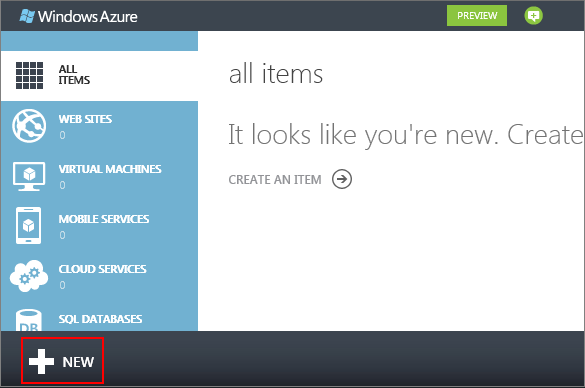 Windows Azure
PREVIEW
ALL
ITEMS
WEB SITES
0
VIRTUAL MACHINES
0
MOBILE SERVICES
0
CLOUD SERVICES
0
SQL DATABASES
DB
all items
It looks like you're new. Create
CREATE AN ITEM
NEW